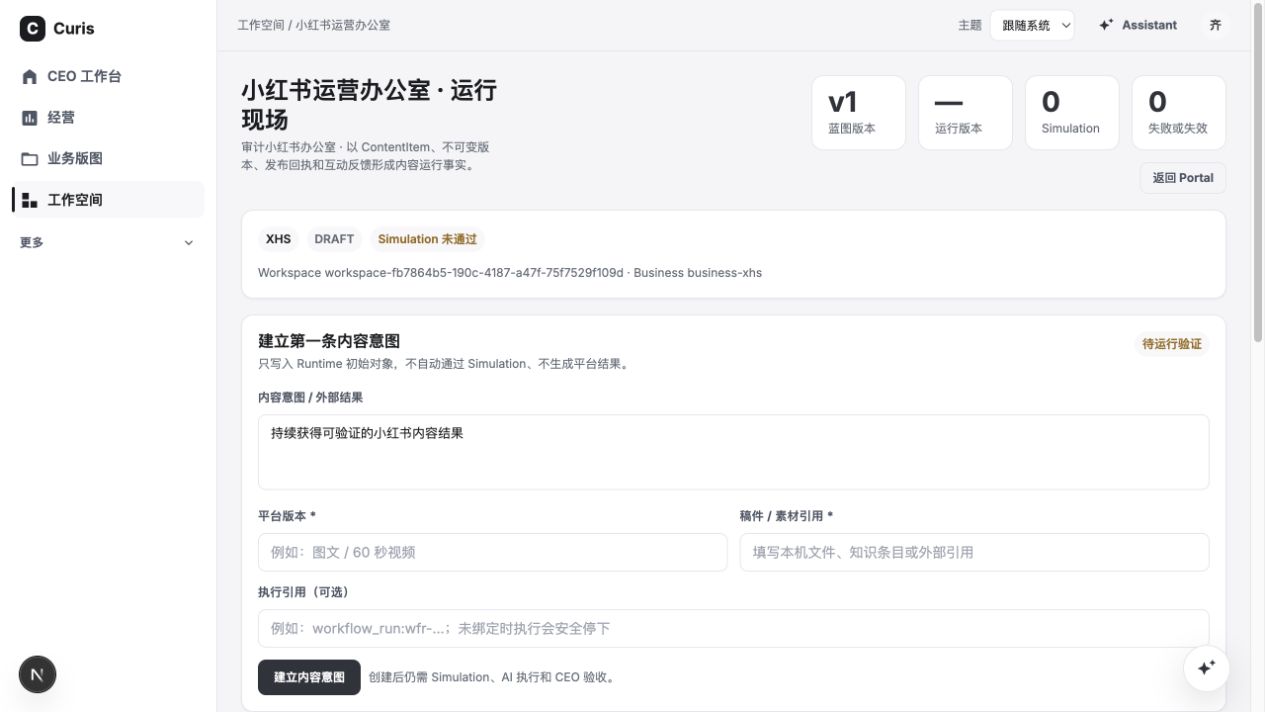 C Curis
CEO 工作台
经营
业务版图
工作空间
更多
N
工作空间 / 小红书运营办公室
主题
跟随系统
Assistant
齐
小红书运营办公室 · 运行
现场
审计小红书办公室 · 以 ContentItem、不可变版
本、发布回执和互动反馈形成内容运行事实。
v1
蓝图版本
—
运行版本
0
Simulation
0
失败或失效
返回 Portal
XHS DRAFT Simulation 未通过
Workspace workspace-fb7864b5-190c-4187-a47f-75f7529f109d · Business business-xhs
建立第一条内容意图
待运行验证
只写入 Runtime 初始对象，不自动通过 Simulation、不生成平台结果。
内容意图 / 外部结果
持续获得可验证的小红书内容结果
平台版本 *
例如：图文 / 60 秒视频
稿件 / 素材引用 *
填写本机文件、知识条目或外部引用
执行引用（可选）
例如：workflow_run:wfr-...；未绑定时执行会安全停下
建立内容意图
创建后仍需 Simulation、AI 执行和 CEO 验收。